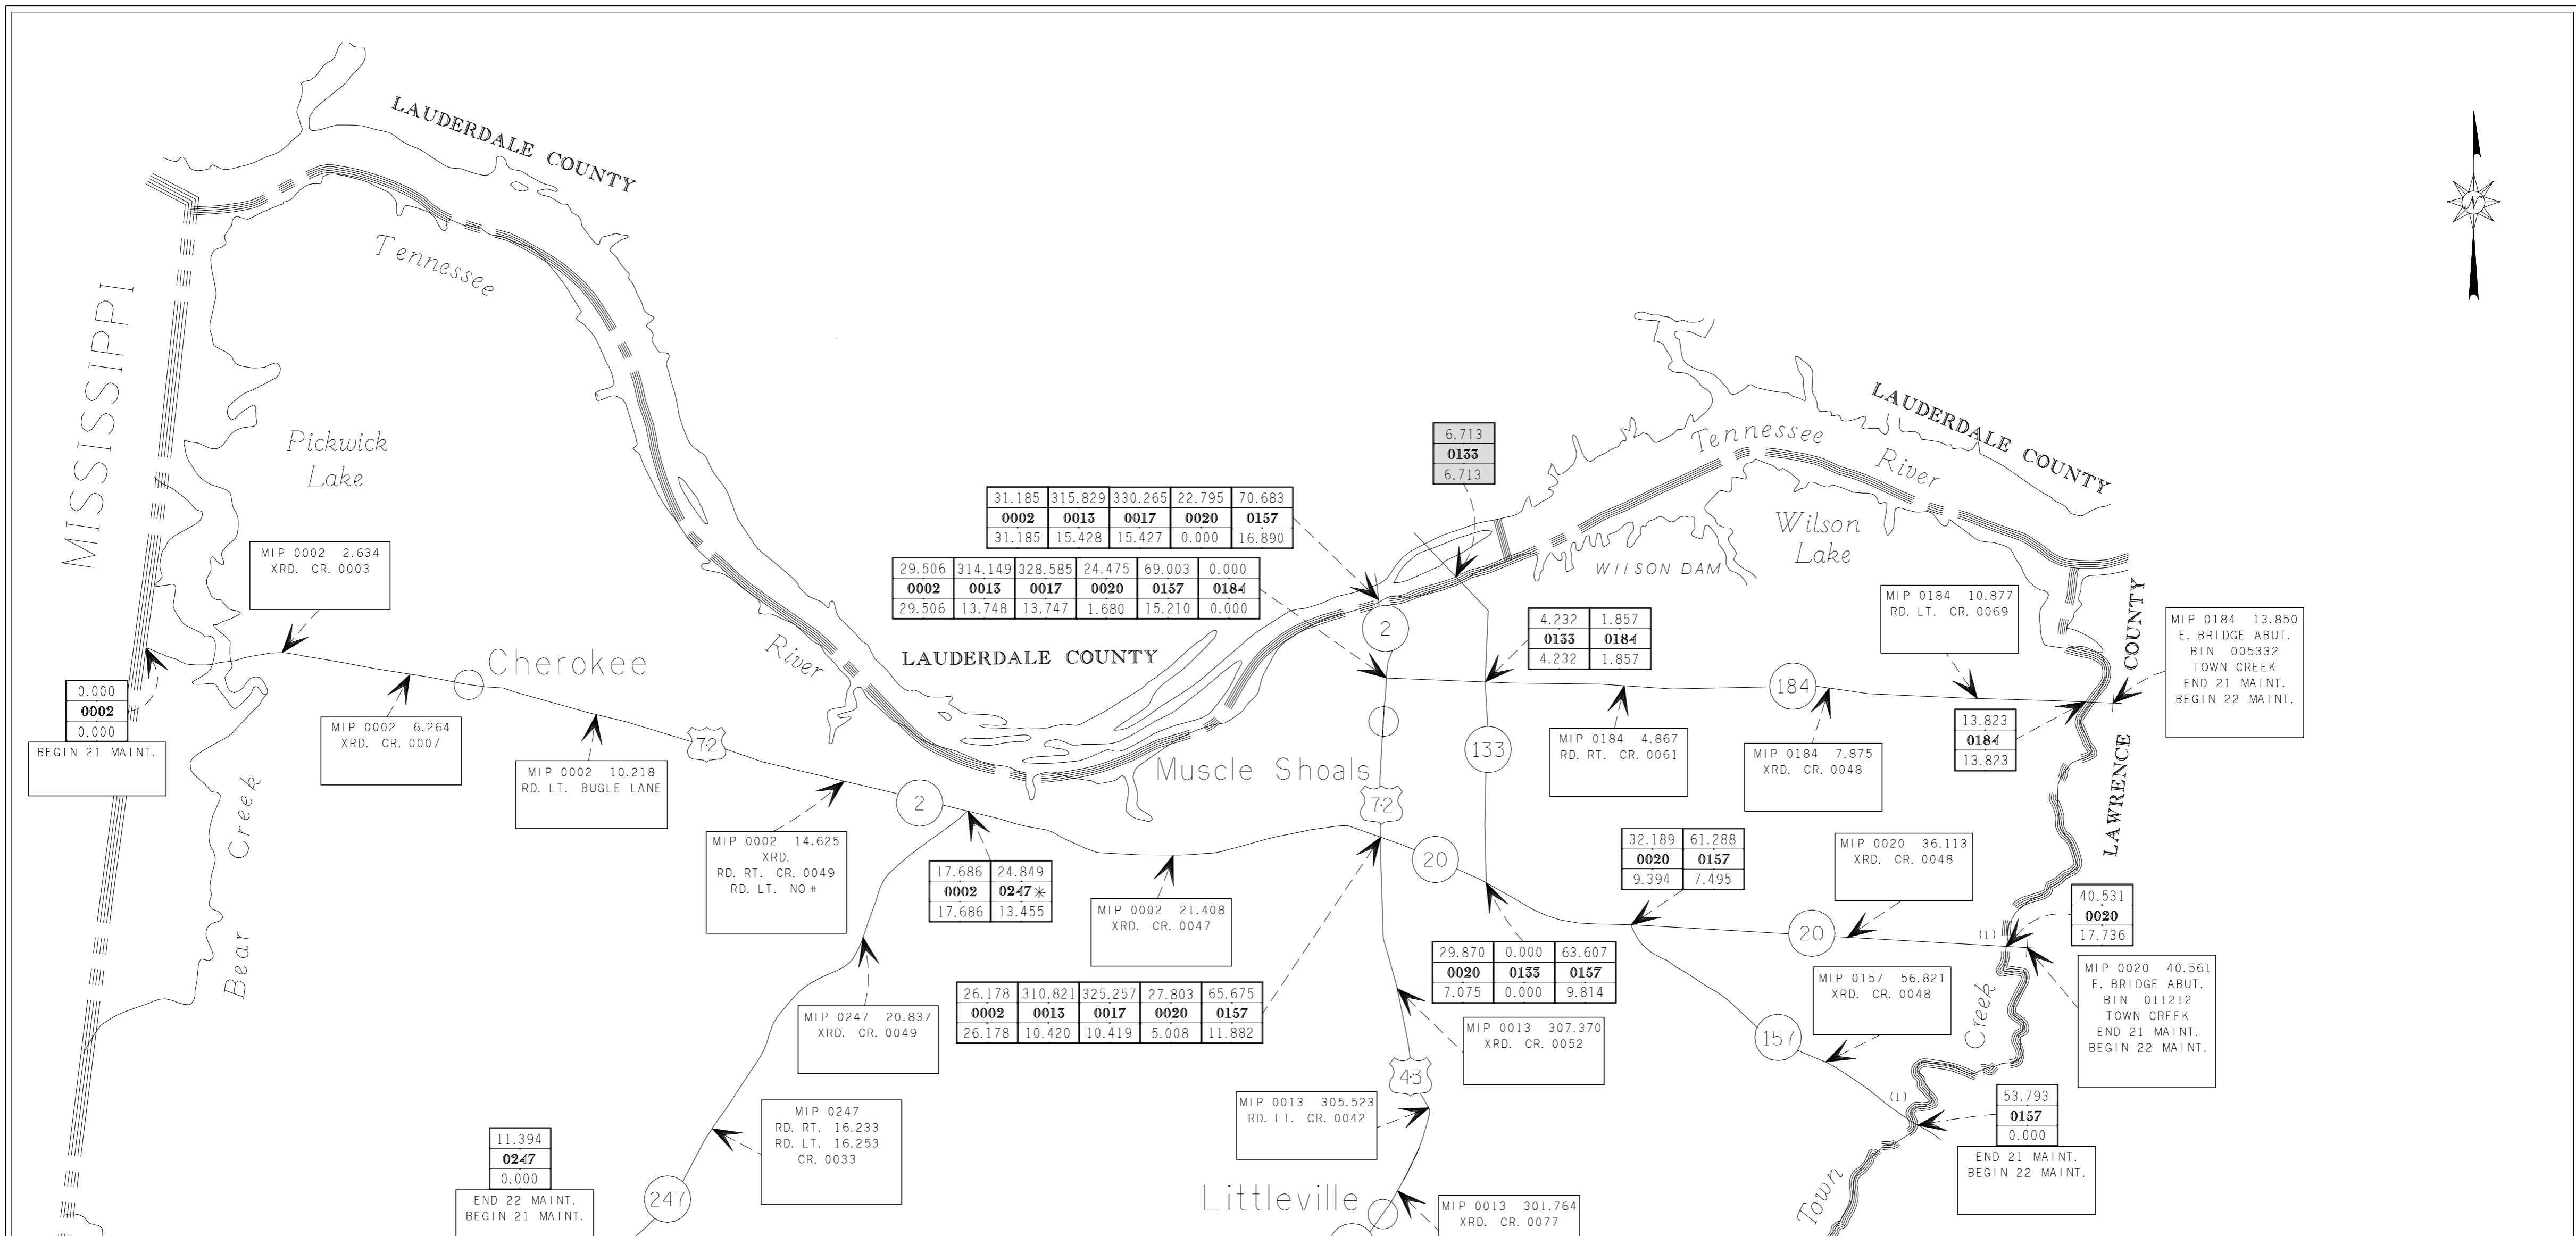 LAUDERDALE COUNTY
N
Tennessee
MISSISSIPPI
Pickwick
Lake
LAUDERDALE COUNTY
6.713
0133
6.713
Tennessee
River
Wilson
Lake
WILSON DAM
31.185 315.829 330.265 22.795 70.683
0002 0013 0017 0020 0157
31.185 15.428 15.427 0.000 16.890
29.506 314.149 328.585 24.475 69.003 0.000
0002 0013 0017 0020 0157 0184
29.506 13.748 13.747 1.680 15.210 0.000
MIP 0002 2.634
XRD. CR. 0003
2
4.232 1.857
0133 0184
4.232 1.857
MIP 0184 10.877
RD. LT. CR. 0069
LAWRENCE COUNTY
MIP 0184 13.850
E. BRIDGE ABUT.
BIN 005332
TOWN CREEK
END 21 MAINT.
BEGIN 22 MAINT.
Cherokee
River
LAUDERDALE COUNTY
0.000
0002
0.000
BEGIN 21 MAINT.
MIP 0002 6.264
XRD. CR. 0007
MIP 0002 10.218
RD. LT. BUGLE LANE
72
184
13.823
0184
13.823
133
MIP 0184 4.867
RD. RT. CR. 0061
MIP 0184 7.875
XRD. CR. 0048
Muscle Shoals
72
2
Bear Creek
MIP 0002 14.625
XRD.
RD. RT. CR. 0049
RD. LT. NO #
17.686 24.849
0002 0247*
17.686 13.455
MIP 0002 21.408
XRD. CR. 0047
20
32.189 61.288
0020 0157
9.394 7.495
MIP 0020 36.113
XRD. CR. 0048
40.531
0020
17.736
20
(1)
29.870 0.000 63.607
0020 0133 0157
7.075 0.000 9.814
MIP 0020 40.561
E. BRIDGE ABUT.
BIN 011212
TOWN CREEK
END 21 MAINT.
BEGIN 22 MAINT.
MIP 0157 56.821
XRD. CR. 0048
Creek
26.178 310.821 325.257 27.803 65.675
0002 0013 0017 0020 0157
26.178 10.420 10.419 5.008 11.882
MIP 0247 20.837
XRD. CR. 0049
MIP 0013 307.370
XRD. CR. 0052
157
43
MIP 0013 305.523
RD. LT. CR. 0042
(1)
53.793
0157
0.000
END 21 MAINT.
BEGIN 22 MAINT.
MIP 0247
RD. RT. 16.233
RD. LT. 16.253
CR. 0033
11.394
0247
0.000
END 22 MAINT.
BEGIN 21 MAINT.
247
Littleville
MIP 0013 301.764
XRD. CR. 0077
Town